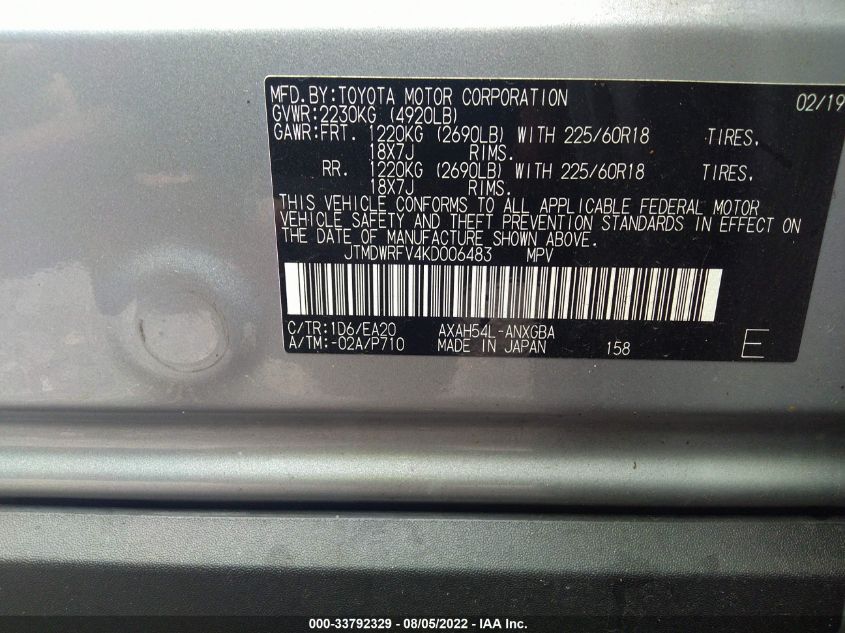 MFD.BY:TOYOTA MOTOR CORPORATION 02/19
GVWR:2230KG (4920LB)
GAWR:FRT. 1220KG (2690LB) WITH 225/60R18 TIRES,
18X7J RIMS.
RR. 1220KG (2690LB) WITH 225/60R18 TIRES,
18X7J RIMS.
THIS VEHICLE CONFORMS TO ALL APPLICABLE FEDERAL MOTOR
VEHICLE SAFETY AND THEFT PREVENTION STANDARDS IN EFFECT ON
THE DATE OF MANUFACTURE SHOWN ABOVE.
JTMDWRFV4KD006483 MPV
C/TR:1D6/EA20 AXAH54L-ANXGBA
A/TM:-02A/P710 MADE IN JAPAN 158 E
000-33792329 - 08/05/2022 - IAA Inc.